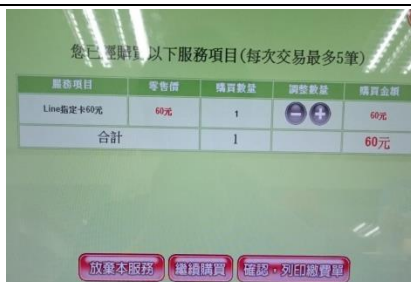 您已經購買以下服務項目(每次交易最多5筆)
服務項目 零售價 購買數量 調整數量 購買金額
Line指定卡60元 60元 1 60元
合計 1 60元
放棄本服務 繼續購買 確認‧列印繳費單